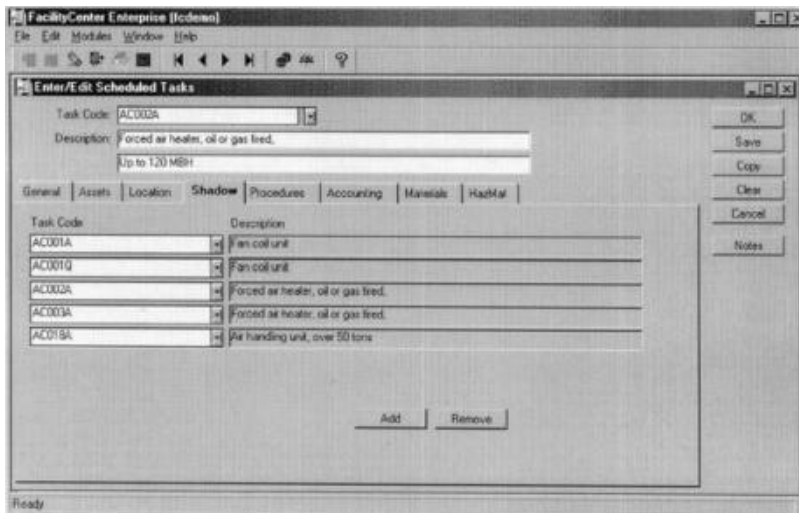 FacilityCenter Enterprise (fcdemo)
File Edit Modules Window Help
Enter/Edit Scheduled Tasks
Task Code: AC002A
OK
Description: Forced air heater, oil or gas fired,
Save
Up to 120 MBH
Copy
General Assets Location Shadow Procedures Accounting Materials HazMat
Clear
Cancel
Task Code Description
AC001A Fan coil unit
Notes
AC001Q Fan coil unit
AC002A Forced air heater, oil or gas fired,
AC003A Forced air heater, oil or gas fired,
AC018A Air handling unit, over 50 tons
Add Remove
Ready